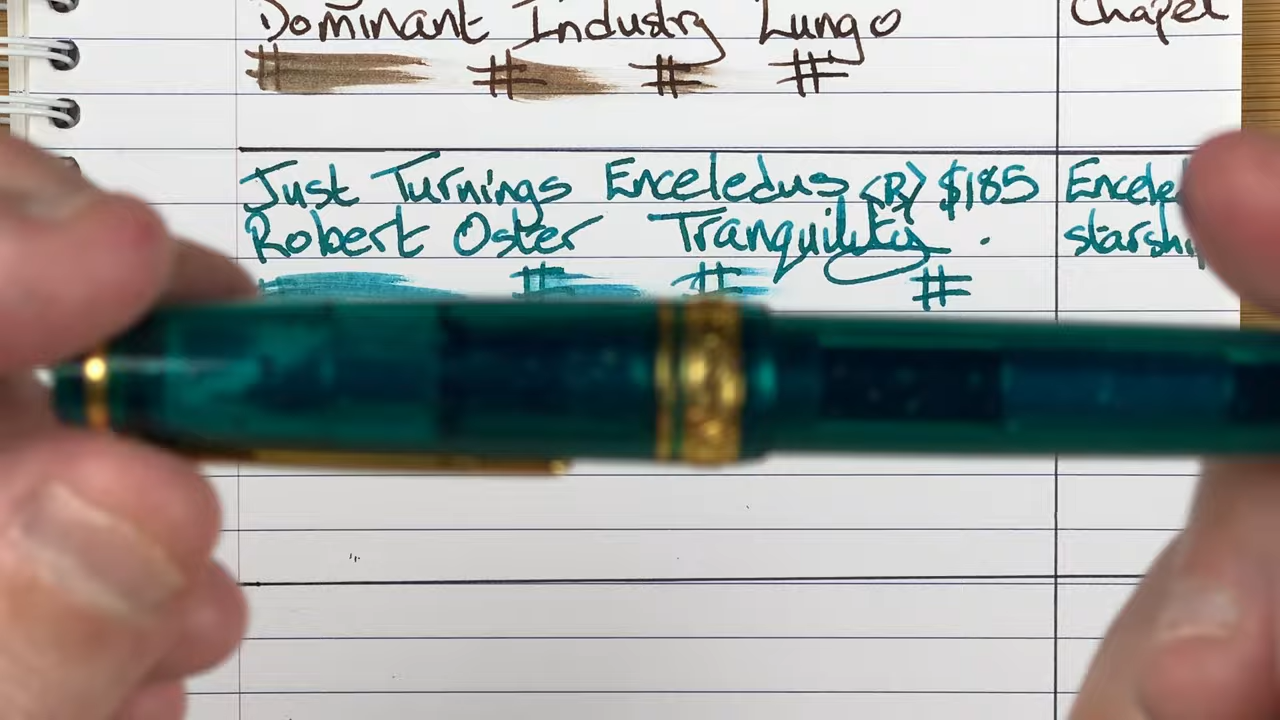 Dominant Industry Lungo
Chapel
# # # #
Just Turnings Enceledus <R> $185
Robert Oster Tranquility .
# # #